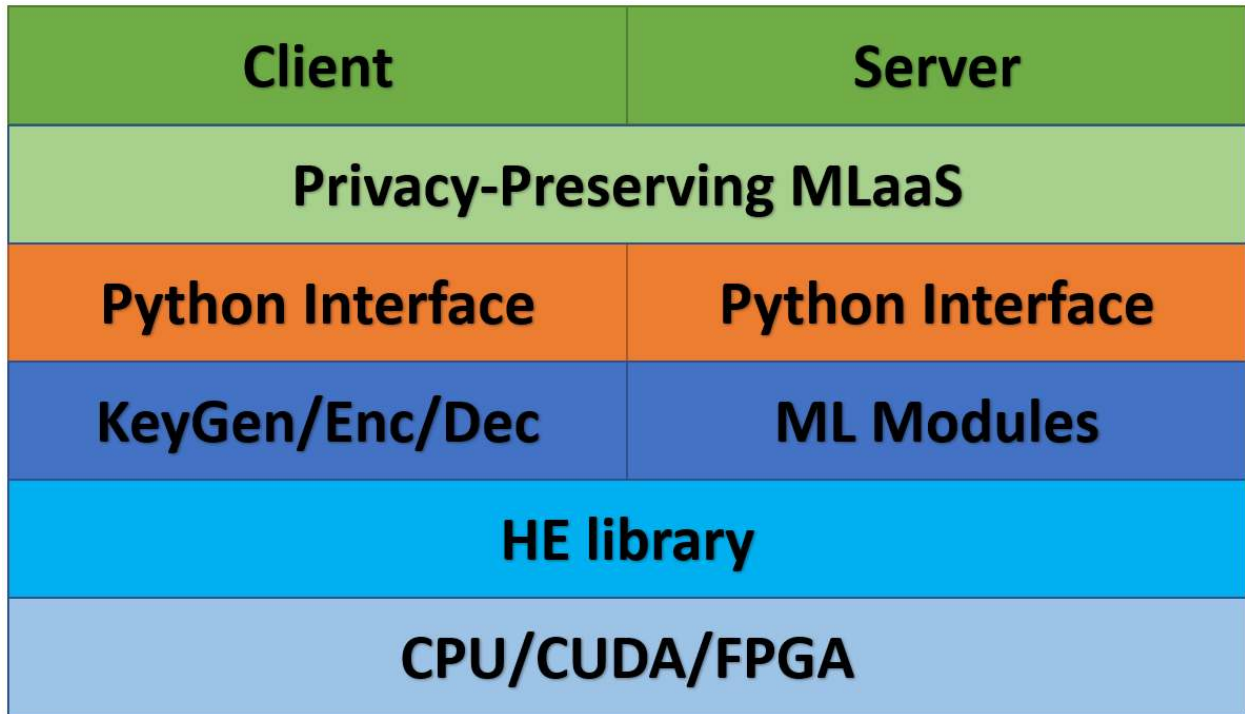 Client
Server
Privacy-Preserving MLaaS
Python Interface
Python Interface
KeyGen/Enc/Dec
ML Modules
HE library
CPU/CUDA/FPGA